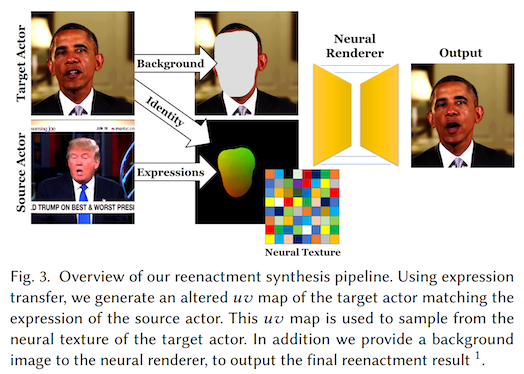 Target Actor
Background
Neural
Renderer
Output
Identity
Source Actor
Expressions
D TRUMP ON BEST & WORST PRESI
Neural Texture
Fig. 3. Overview of our reenactment synthesis pipeline. Using expression
transfer, we generate an altered uv map of the target actor matching the
expression of the source actor. This uv map is used to sample from the
neural texture of the target actor. In addition we provide a background
image to the neural renderer, to output the final reenactment result ¹.